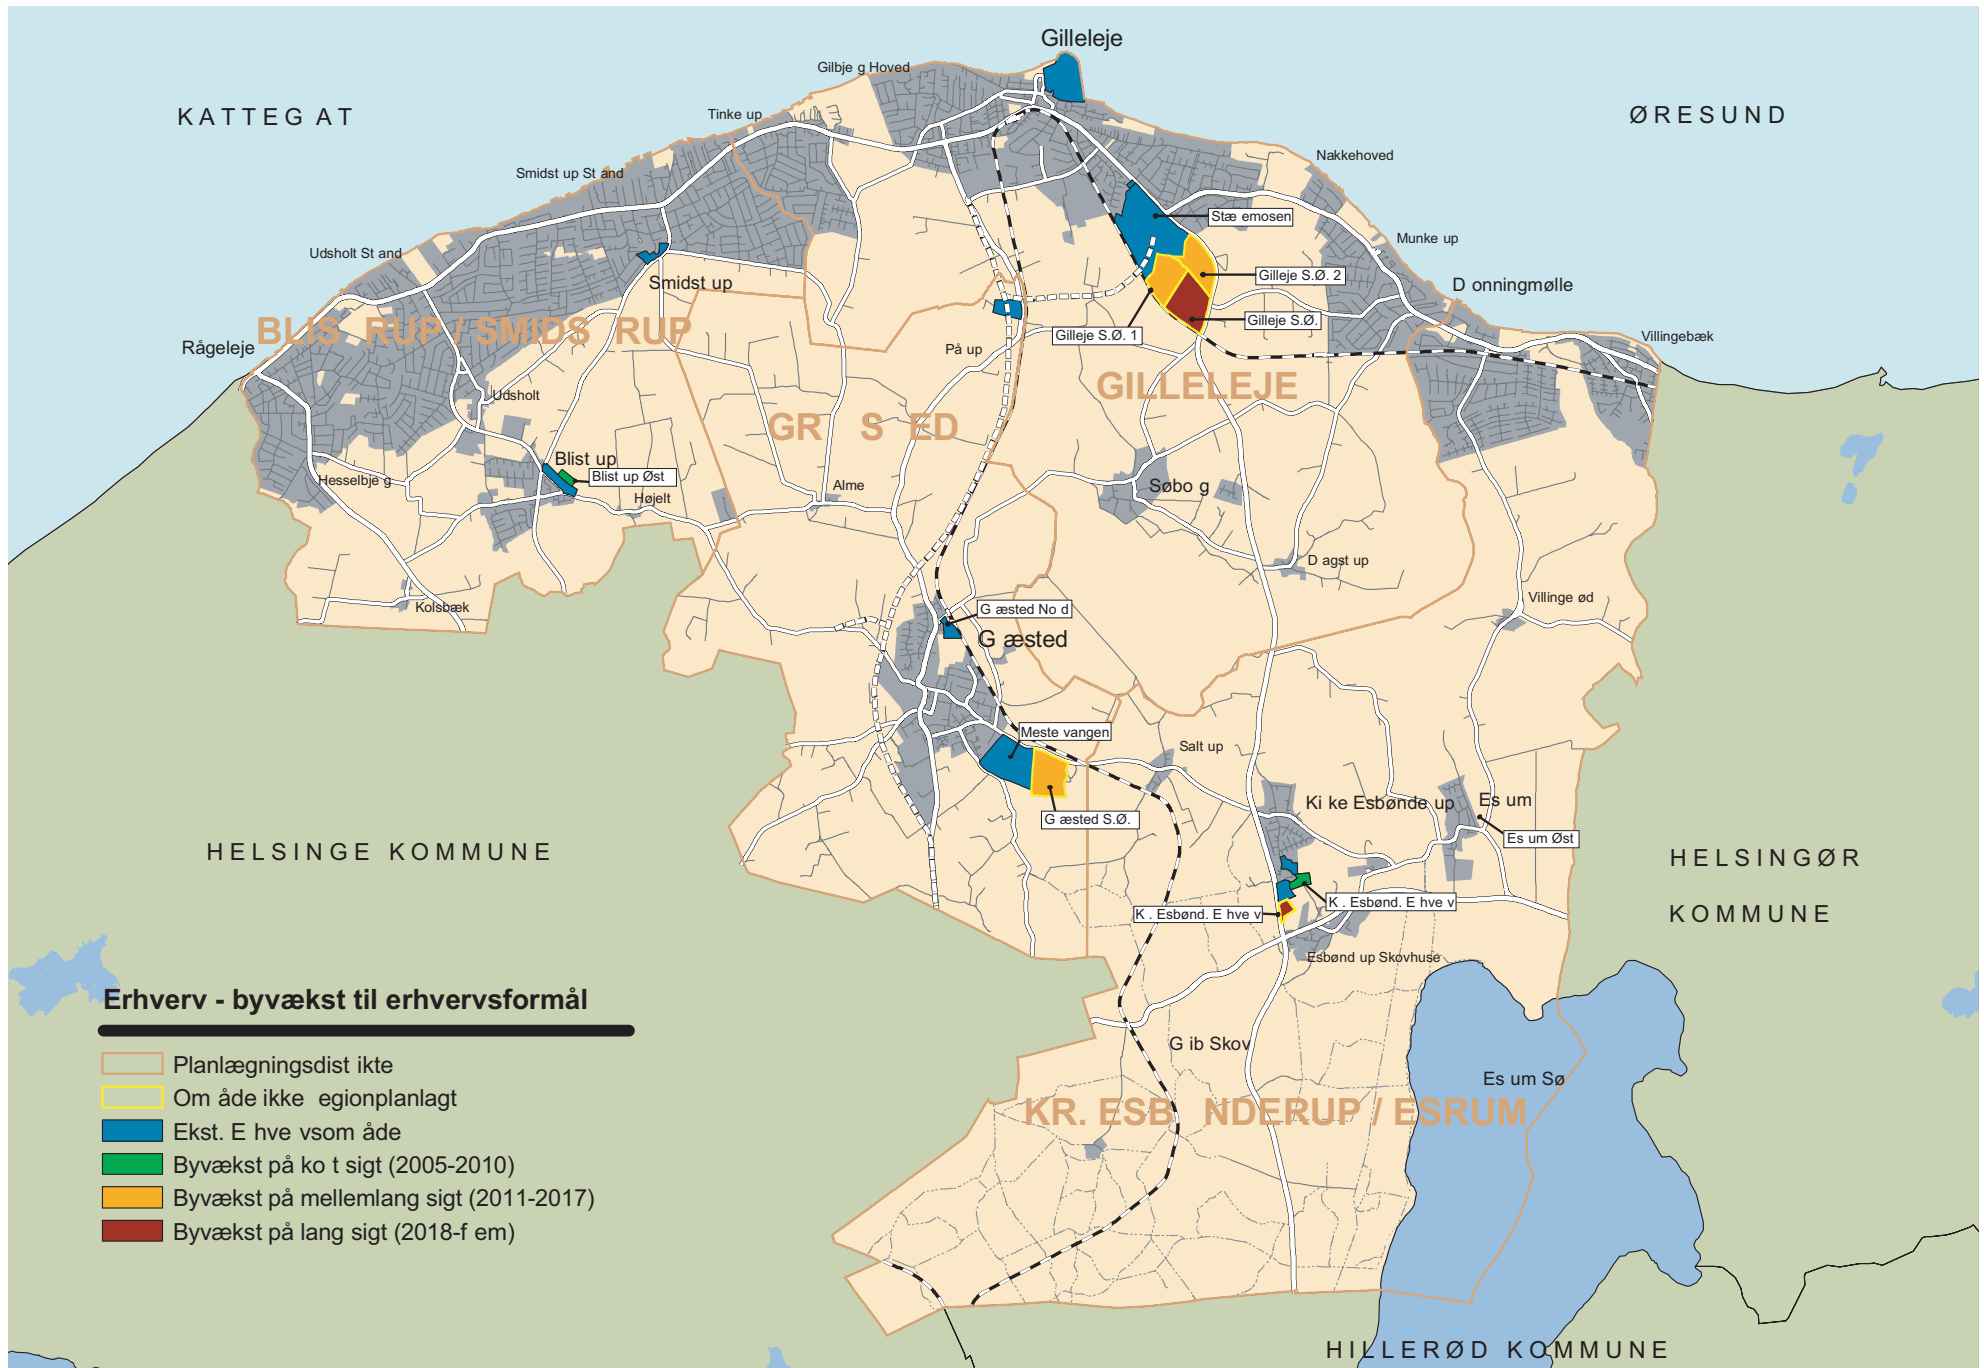 Gilleleje
Gilbje g Hoved
KATTEG AT
Tinke up
ØRESUND
Nakkehoved
Smidst up St and
Stæ emosen
Munke up
Udsholt St and
Gilleje S.Ø. 2
Smidst up
D onningmølle
Gilleje S.Ø.
BLIS RUP / SMIDS RUP
Gilleje S.Ø. 1
Villingebæk
Rågeleje
På up
GILLELEJE
Udsholt
GR S ED
Blist up
Blist up Øst
Hesselbje g
Alme
Søbo g
Højelt
D agst up
Kolsbæk
G æsted No d
Villinge ød
G æsted
Meste vangen
Salt up
Ki ke Esbønde up
Es um
G æsted S.Ø.
Es um Øst
HELSINGE KOMMUNE
HELSINGØR
KOMMUNE
K . Esbønd. E hve v
K . Esbønd. E hve v
Esbønd up Skovhuse
G ib Skov
Es um Sø
KR. ESB NDERUP / ESRUM
HILLERØD KOMMUNE
Erhverv - byvækst til erhvervsformål
Planlægningsdist ikte
Om åde ikke egionplanlagt
Ekst. E hve vsom åde
Byvækst på ko t sigt (2005-2010)
Byvækst på mellemlang sigt (2011-2017)
Byvækst på lang sigt (2018-f em)